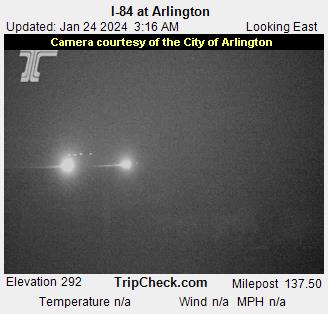 I-84 at Arlington
Updated: Jan 24 2024 3:16 AM Looking East
Camera courtesy of the City of Arlington
Elevation 292 TripCheck.com Milepost 137.50
Temperature n/a Wind n/a MPH n/a